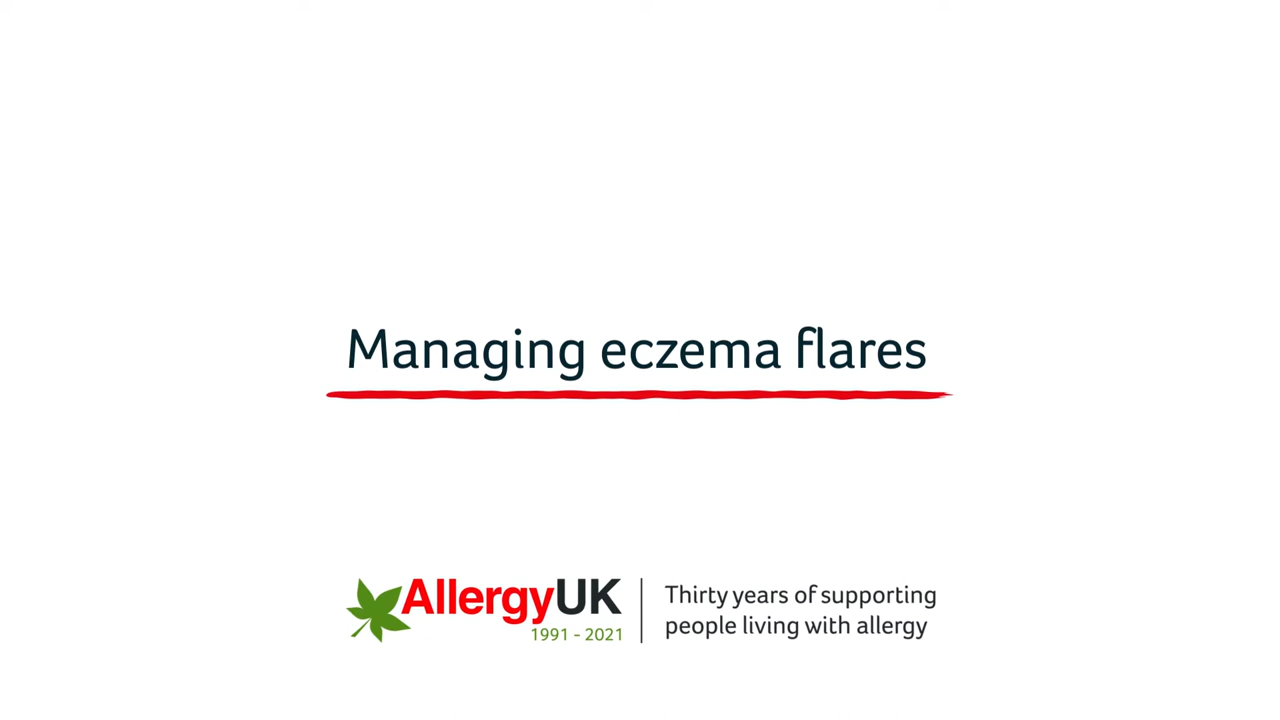 Managing eczema flares
AllergyUK
1991 - 2021
Thirty years of supporting
people living with allergy